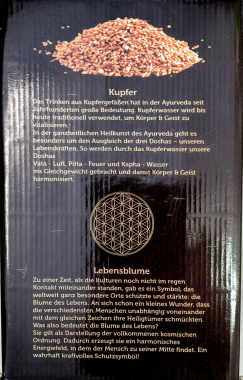 Kupfer
Das Trinken aus Kupfergefäßen hat in der Ayurveda seit
Jahrhunderten große Bedeutung. Kupferwasser wird bis
heute traditionell verwendet, um Körper & Geist zu
vitalisieren.
In der ganzheitlichen Heilkunst des Ayurveda geht es
besonders um den Ausgleich der drei Doshas – unseren
Lebenskräften. So werden durch das Kupferwasser unsere
Doshas
Vata - Luft, Pitta - Feuer und Kapha - Wasser
ins Gleichgewicht gebracht und damit Körper & Geist
harmonisiert.
Lebensblume
Zu einer Zeit, als die Kulturen noch nicht im regen
Kontakt miteinander standen, gab es ein Symbol, das
weltweit ganz besondere Orte schützte und stärkte: die
Blume des Lebens. An sich schon ein kleines Wunder, dass
die verschiedensten Menschen unabhängig voneinander
mit dem gleichen Zeichen ihre Heiligtümer schmückten.
Was also bedeutet die Blume des Lebens?
Sie gilt als Darstellung der vollkommenen kosmischen
Ordnung. Dadurch erzeugt sie ein harmonisches
Energiefeld, in dem der Mensch zu seiner Mitte findet. Ein
wahrhaft kraftvolles Schutzsymbol!